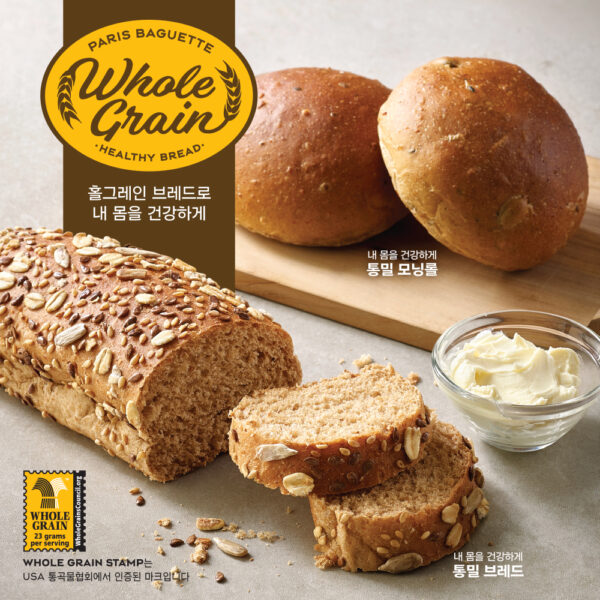 PARIS BAGUETTE
Whole
Grain
·HEALTHY BREAD·
홀그레인 브레드로
내 몸을 건강하게
내 몸을 건강하게
통밀 모닝롤
WHOLE
GRAIN
23 grams
per serving
WholeGrainsCouncil.org
WHOLE GRAIN STAMP는
USA 통곡물협회에서 인증된 마크입니다
내 몸을 건강하게
통밀 브레드